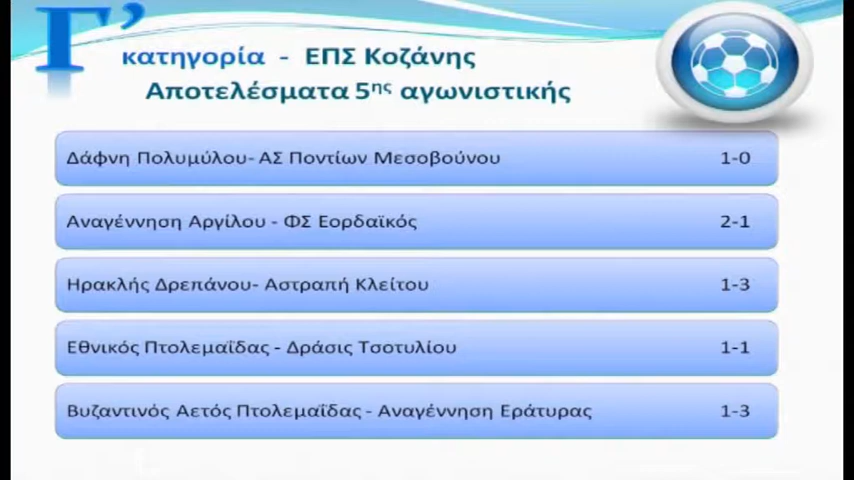 Γ' κατηγορία - ΕΠΣ Κοζάνης
Αποτελέσματα 5ης αγωνιστικής
Δάφνη Πολυμύλου- ΑΣ Ποντίων Μεσοβούνου 1-0
Αναγέννηση Αργίλου - ΦΣ Εορδαϊκός 2-1
Ηρακλής Δρεπάνου- Αστραπή Κλείτου 1-3
Εθνικός Πτολεμαΐδας - Δράσις Τσοτυλίου 1-1
Βυζαντινός Αετός Πτολεμαΐδας - Αναγέννηση Εράτυρας 1-3